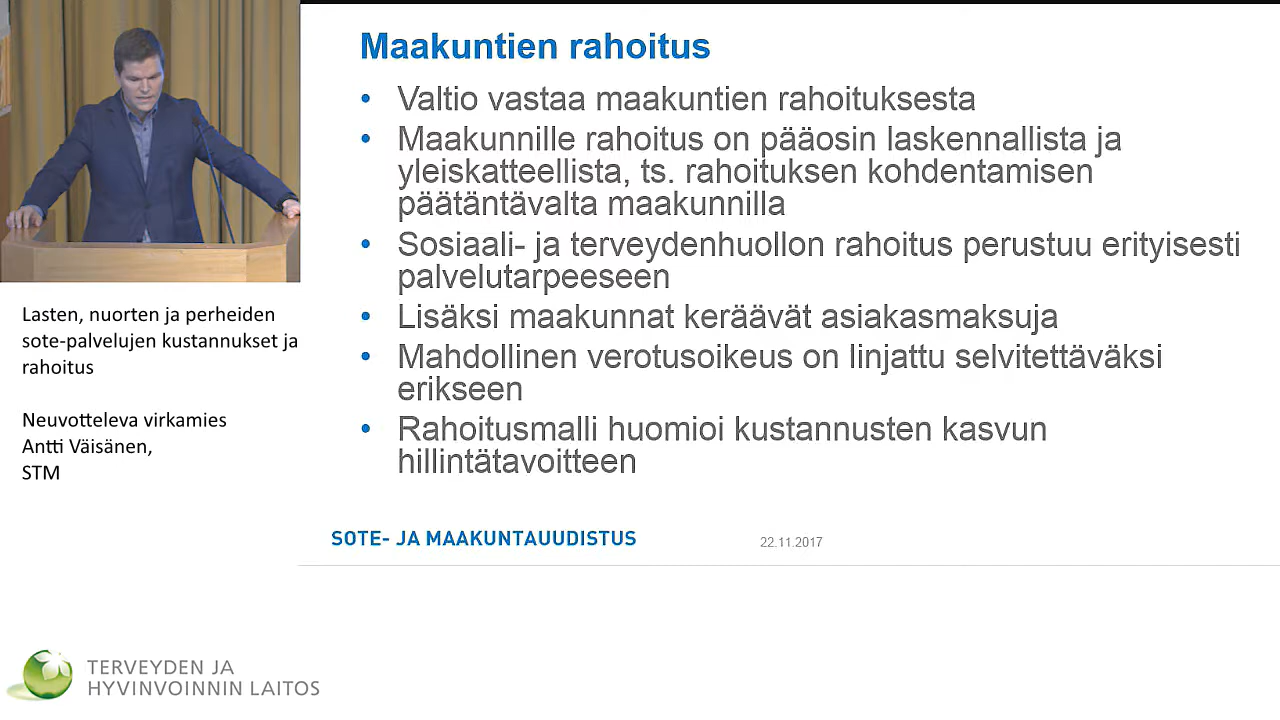 Maakuntien rahoitus
• Valtio vastaa maakuntien rahoituksesta
• Maakunnille rahoitus on pääosin laskennallista ja
yleiskatteellista, ts. rahoituksen kohdentamisen
päätäntävalta maakunnilla
• Sosiaali- ja terveydenhuollon rahoitus perustuu erityisesti
palvelutarpeeseen
• Lisäksi maakunnat keräävät asiakasmaksuja
• Mahdollinen verotusoikeus on linjattu selvitettäväksi
erikseen
• Rahoitusmalli huomioi kustannusten kasvun
hillintätavoitteen
Lasten, nuorten ja perheiden
sote-palvelujen kustannukset ja
rahoitus
Neuvotteleva virkamies
Antti Väisänen,
STM
SOTE- JA MAAKUNTAUUDISTUS
22.11.2017
TERVEYDEN JA
HYVINVOINNIN LAITOS